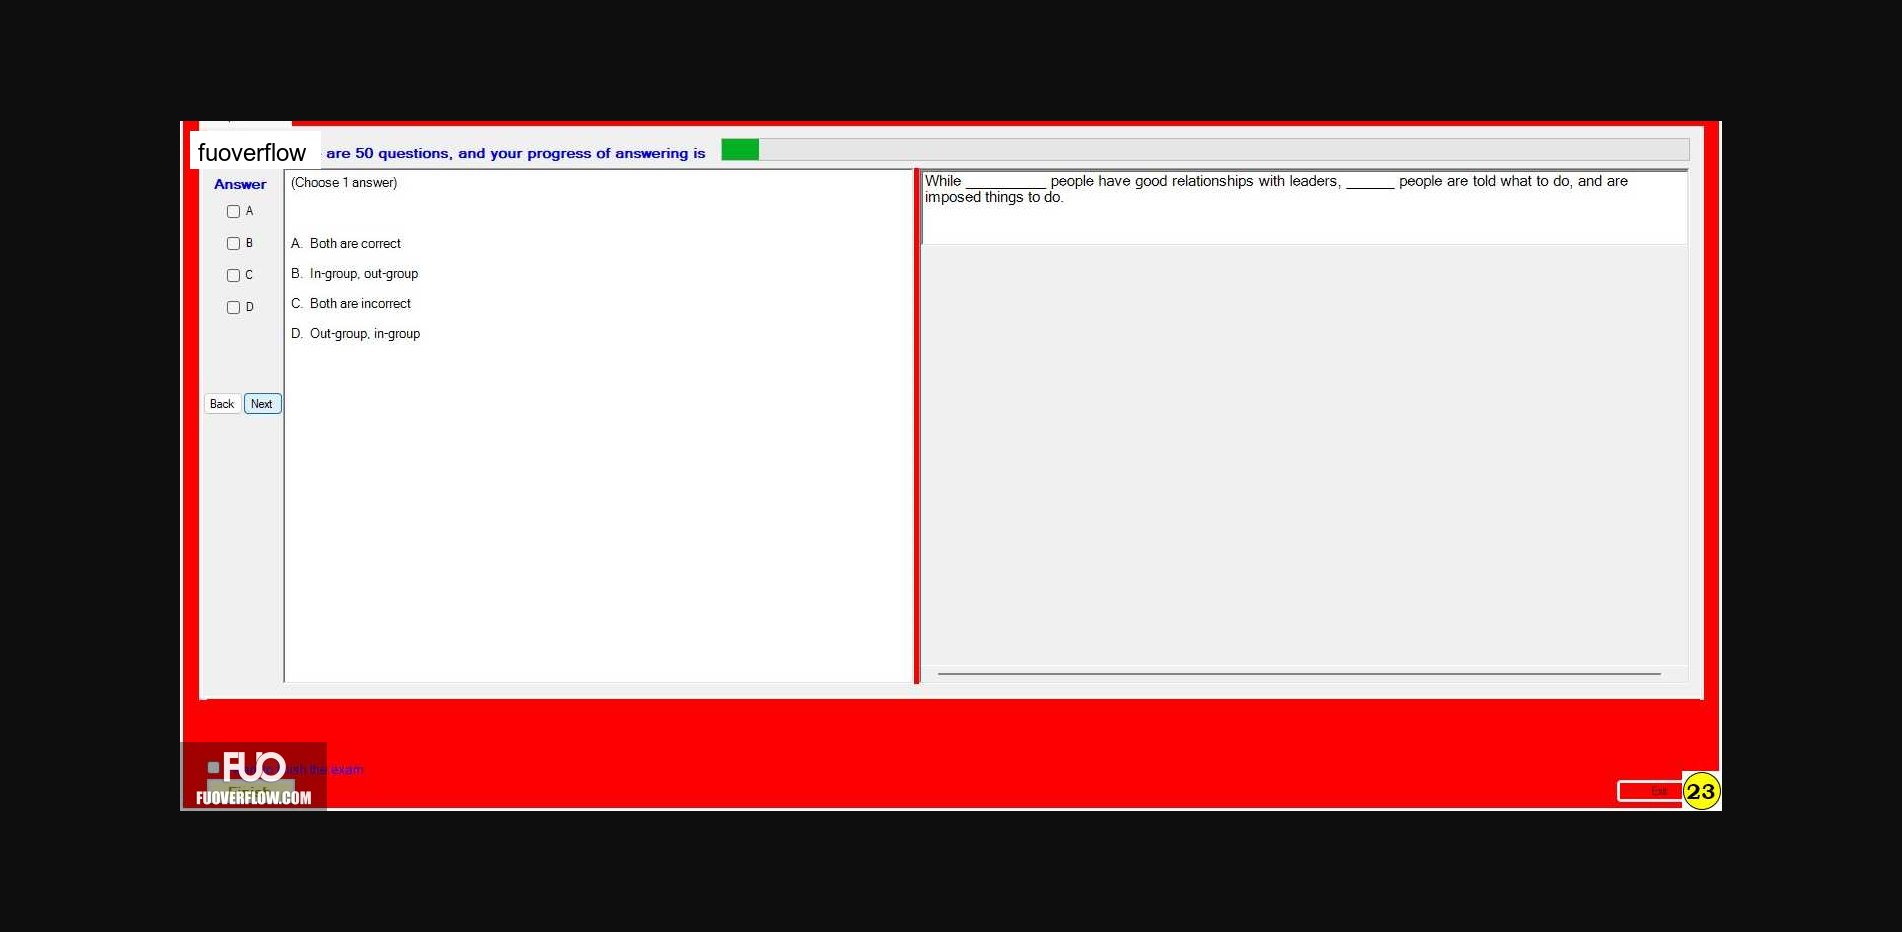 fuoverflow are 50 questions, and your progress of answering is
Answer
(Choose 1 answer)
A
B
C
D
A. Both are correct
B. In-group, out-group
C. Both are incorrect
D. Out-group, in-group
Back Next
While __________ people have good relationships with leaders, ______ people are told what to do, and are
imposed things to do.
FUO
the exam
Finish
FUOVERFLOW.COM
Exit
23